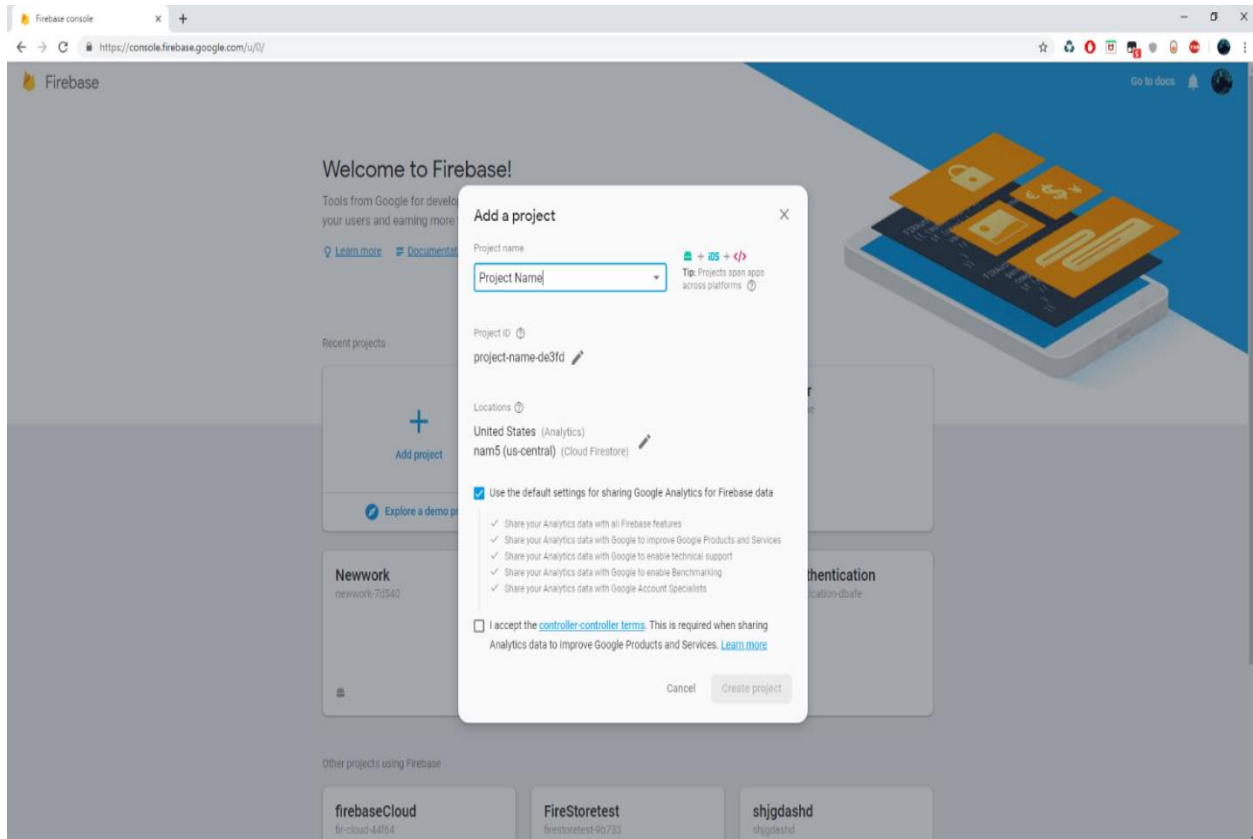 Firebase console
https://console.firebase.google.com/u/0/
Firebase
Go to docs
Welcome to Firebase!
Tools from Google for develo
your users and earning more
Learn more Documentat
Recent projects
Add project
Explore a demo pr
Newwork
newwork-7d540
thentication
ication-dbafe
Other projects using Firebase
firebaseCloud
fir-cloud-44f64
FireStoretest
firestoretest-9b733
shjgdashd
shjgdashd
Add a project
Project name
Project Name
+ iOS + </>
Tip: Projects span apps
across platforms
Project ID
project-name-de3fd
Locations
United States (Analytics)
nam5 (us-central) (Cloud Firestore)
Use the default settings for sharing Google Analytics for Firebase data
Share your Analytics data with all Firebase features
Share your Analytics data with Google to improve Google Products and Services
Share your Analytics data with Google to enable technical support
Share your Analytics data with Google to enable Benchmarking
Share your Analytics data with Google Account Specialists
I accept the controller-controller terms. This is required when sharing
Analytics data to improve Google Products and Services. Learn more
Cancel Create project